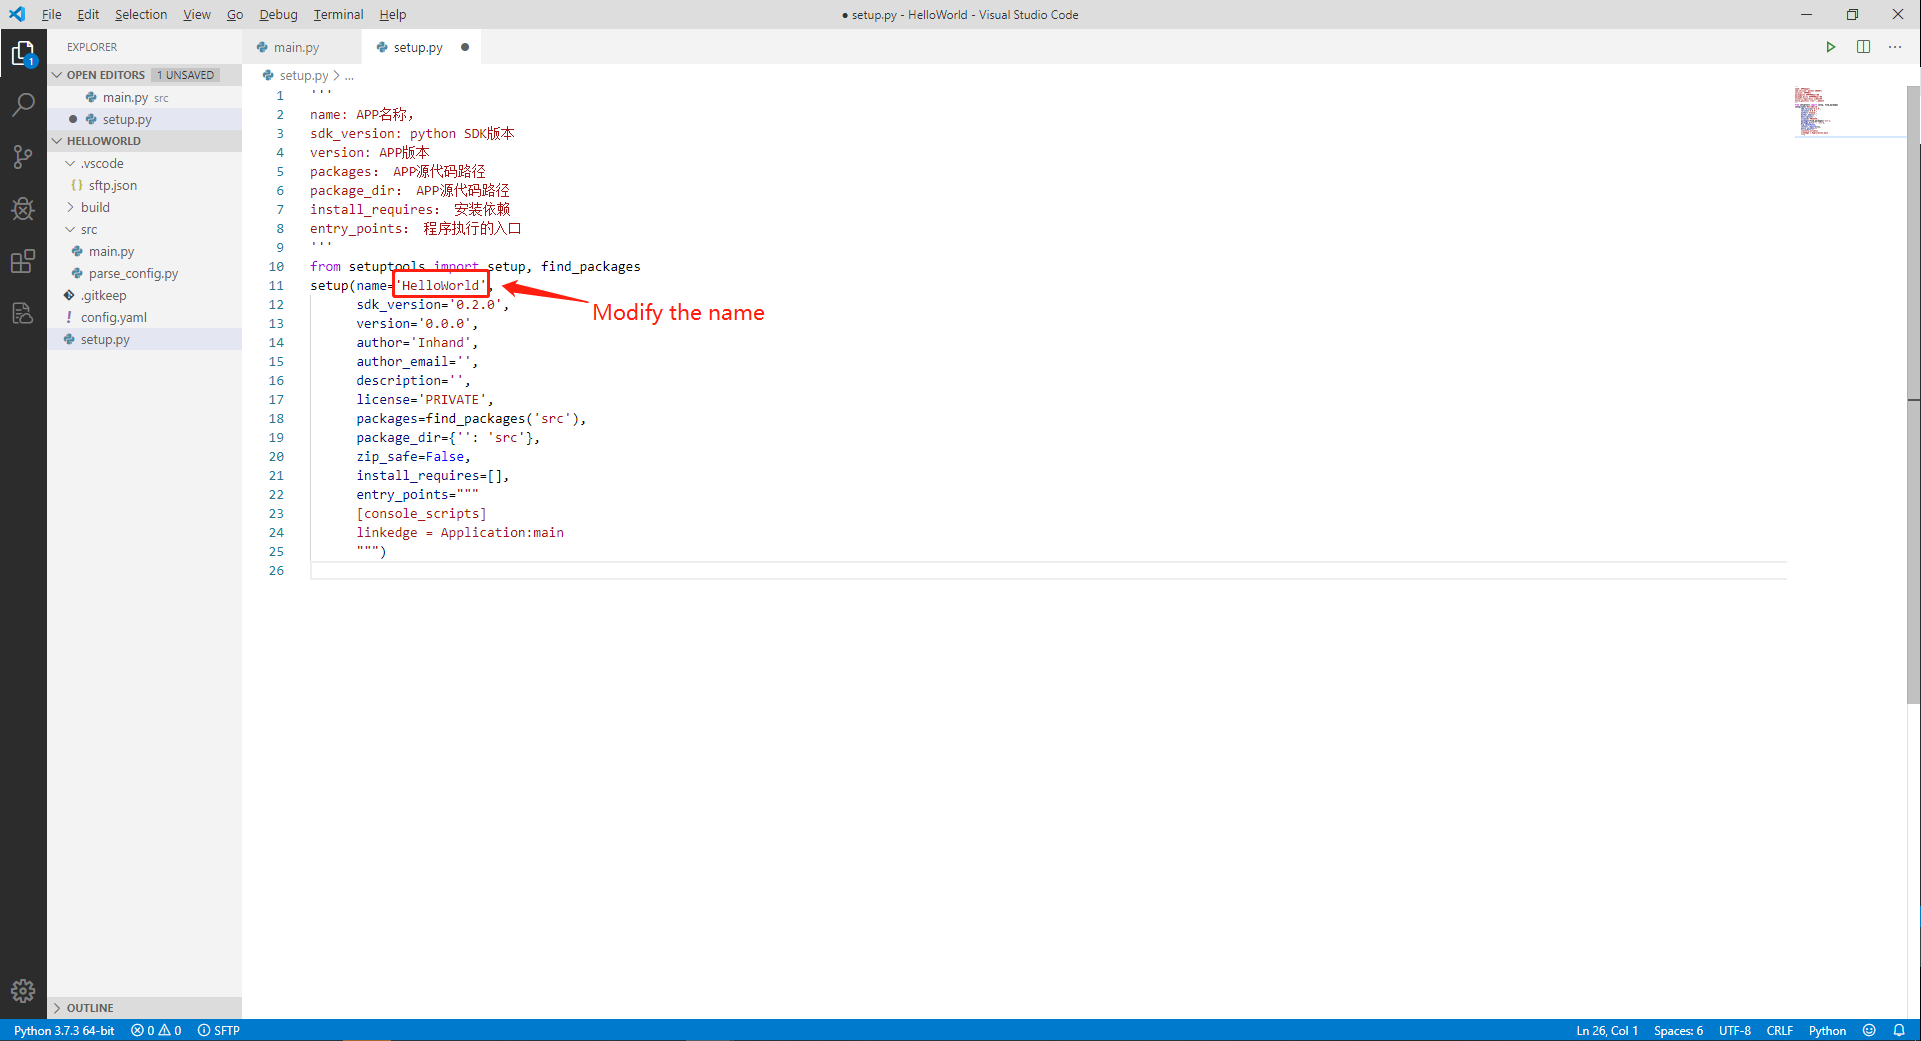 File Edit Selection View Go Debug Terminal Help
● setup.py - HelloWorld - Visual Studio Code
EXPLORER
main.py
setup.py ●
1
OPEN EDITORS 1 UNSAVED
main.py src
● setup.py
HELLOWORLD
.vscode
{} sftp.json
build
src
main.py
parse_config.py
.gitkeep
! config.yaml
setup.py
OUTLINE
setup.py > ...
1 '''
2 name: APP名称，
3 sdk_version: python SDK版本
4 version: APP版本
5 packages: APP源代码路径
6 package_dir: APP源代码路径
7 install_requires: 安装依赖
8 entry_points: 程序执行的入口
9 '''
10 from setuptools import setup, find_packages
11 setup(name='HelloWorld',
12 sdk_version='0.2.0',
13 version='0.0.0',
14 author='Inhand',
15 author_email='',
16 description='',
17 license='PRIVATE',
18 packages=find_packages('src'),
19 package_dir={'': 'src'},
20 zip_safe=False,
21 install_requires=[],
22 entry_points="""
23 [console_scripts]
24 linkedge = Application:main
25 """)
26
Modify the name
Python 3.7.3 64-bit 0 0 SFTP
Ln 26, Col 1 Spaces: 6 UTF-8 CRLF Python